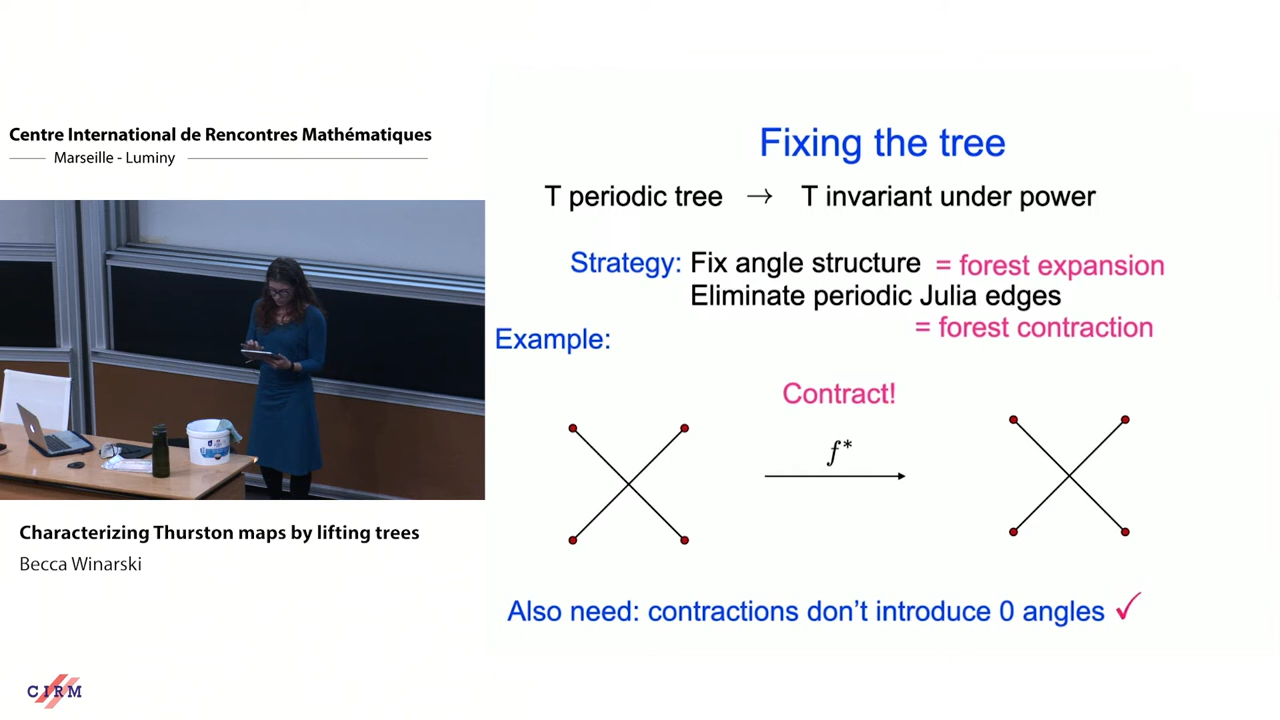 Centre International de Rencontres Mathématiques
Marseille - Luminy
Characterizing Thurston maps by lifting trees
Becca Winarski
CIRM
Fixing the tree
T periodic tree → T invariant under power
Strategy: Fix angle structure = forest expansion
Eliminate periodic Julia edges
= forest contraction
Example:
Contract!
f*
Also need: contractions don't introduce 0 angles ✓